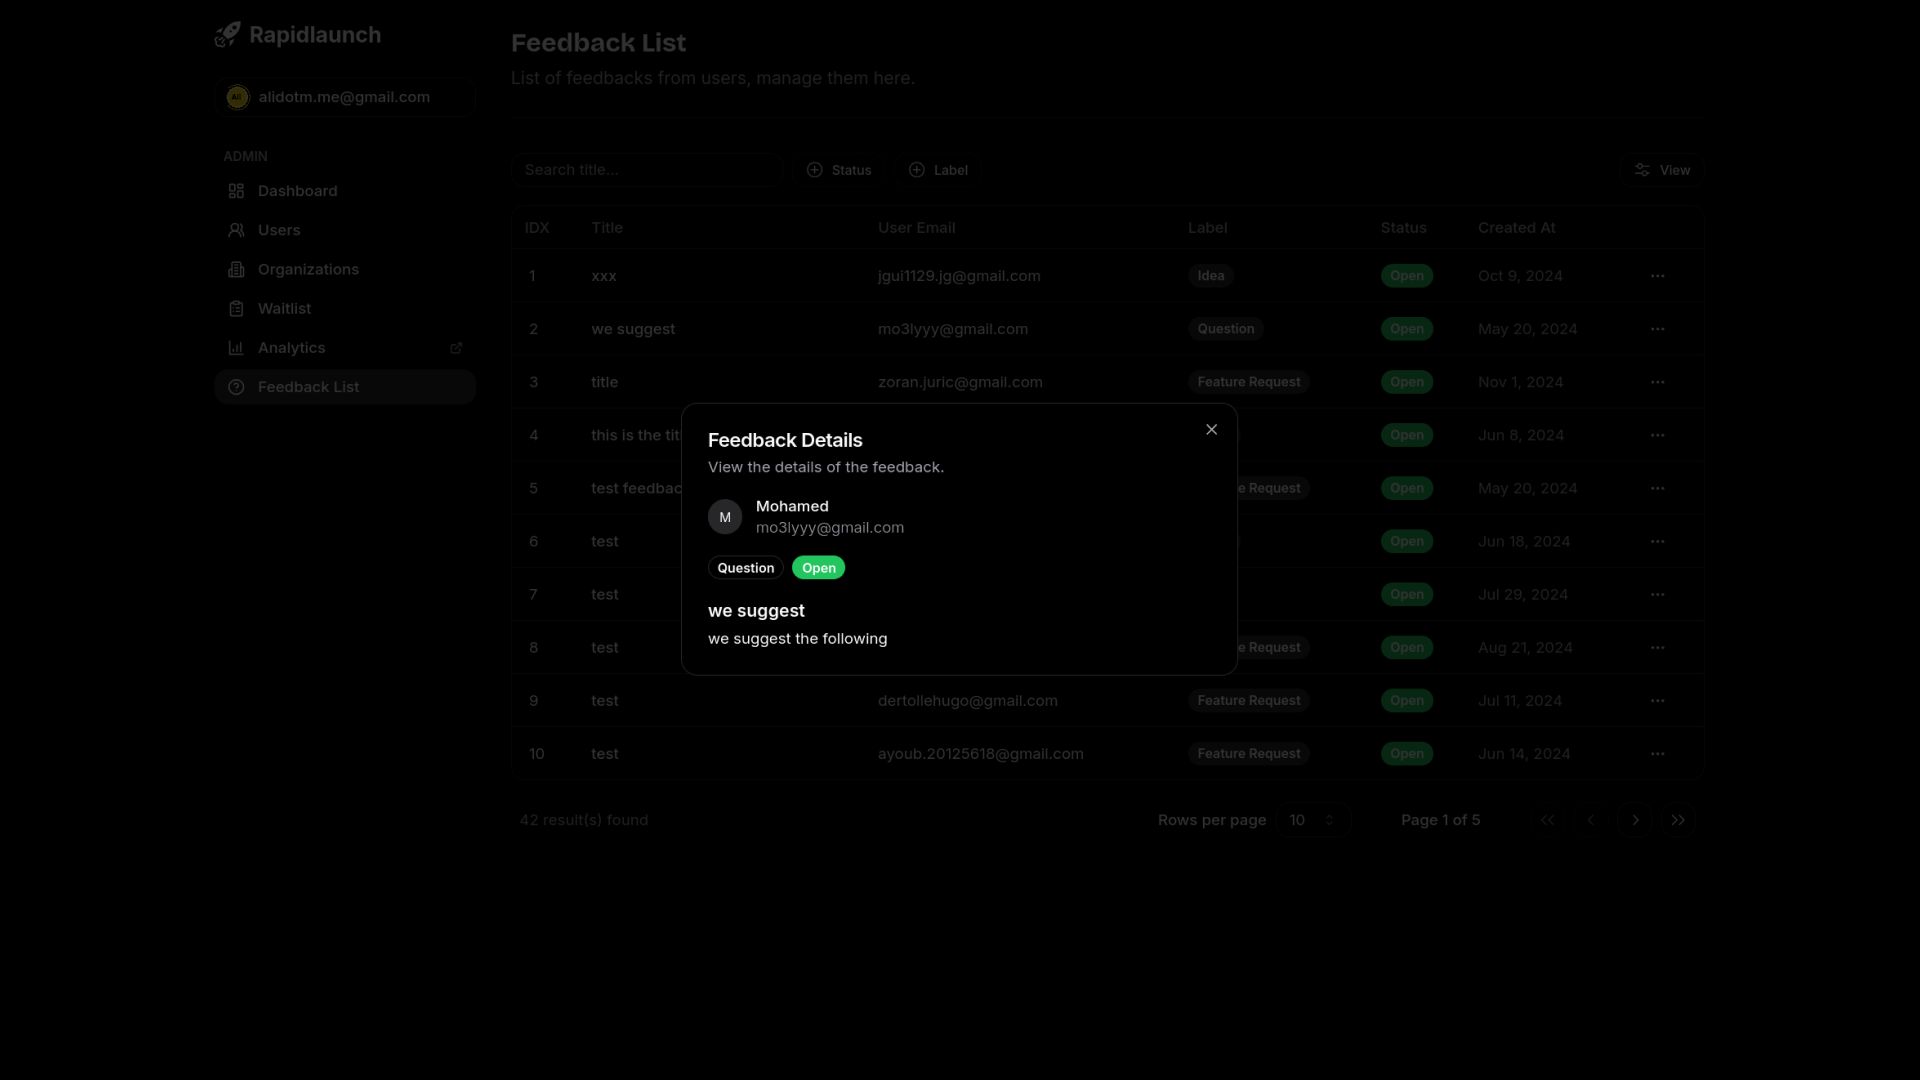 Rapidlaunch
Ali
alidotm.me@gmail.com
ADMIN
Dashboard
Users
Organizations
Waitlist
Analytics
Feedback List
Feedback List
List of feedbacks from users, manage them here.
Search title...
Status
Label
View
IDX Title User Email Label Status Created At
1 xxx jgui1129.jg@gmail.com Idea Open Oct 9, 2024
2 we suggest mo3lyyy@gmail.com Question Open May 20, 2024
3 title zoran.juric@gmail.com Feature Request Open Nov 1, 2024
4 this is the Open Jun 8, 2024
5 test Request Open May 20, 2024
6 test Open Jun 18, 2024
7 test Open Jul 29, 2024
8 test Request Open Aug 21, 2024
9 test dertollehugo@gmail.com Feature Request Open Jul 11, 2024
10 test ayoub.20125618@gmail.com Feature Request Open Jun 14, 2024
Feedback Details
View the details of the feedback.
M
Mohamed
mo3lyyy@gmail.com
Question Open
we suggest
we suggest the following
42 result(s) found
Rows per page 10
Page 1 of 5